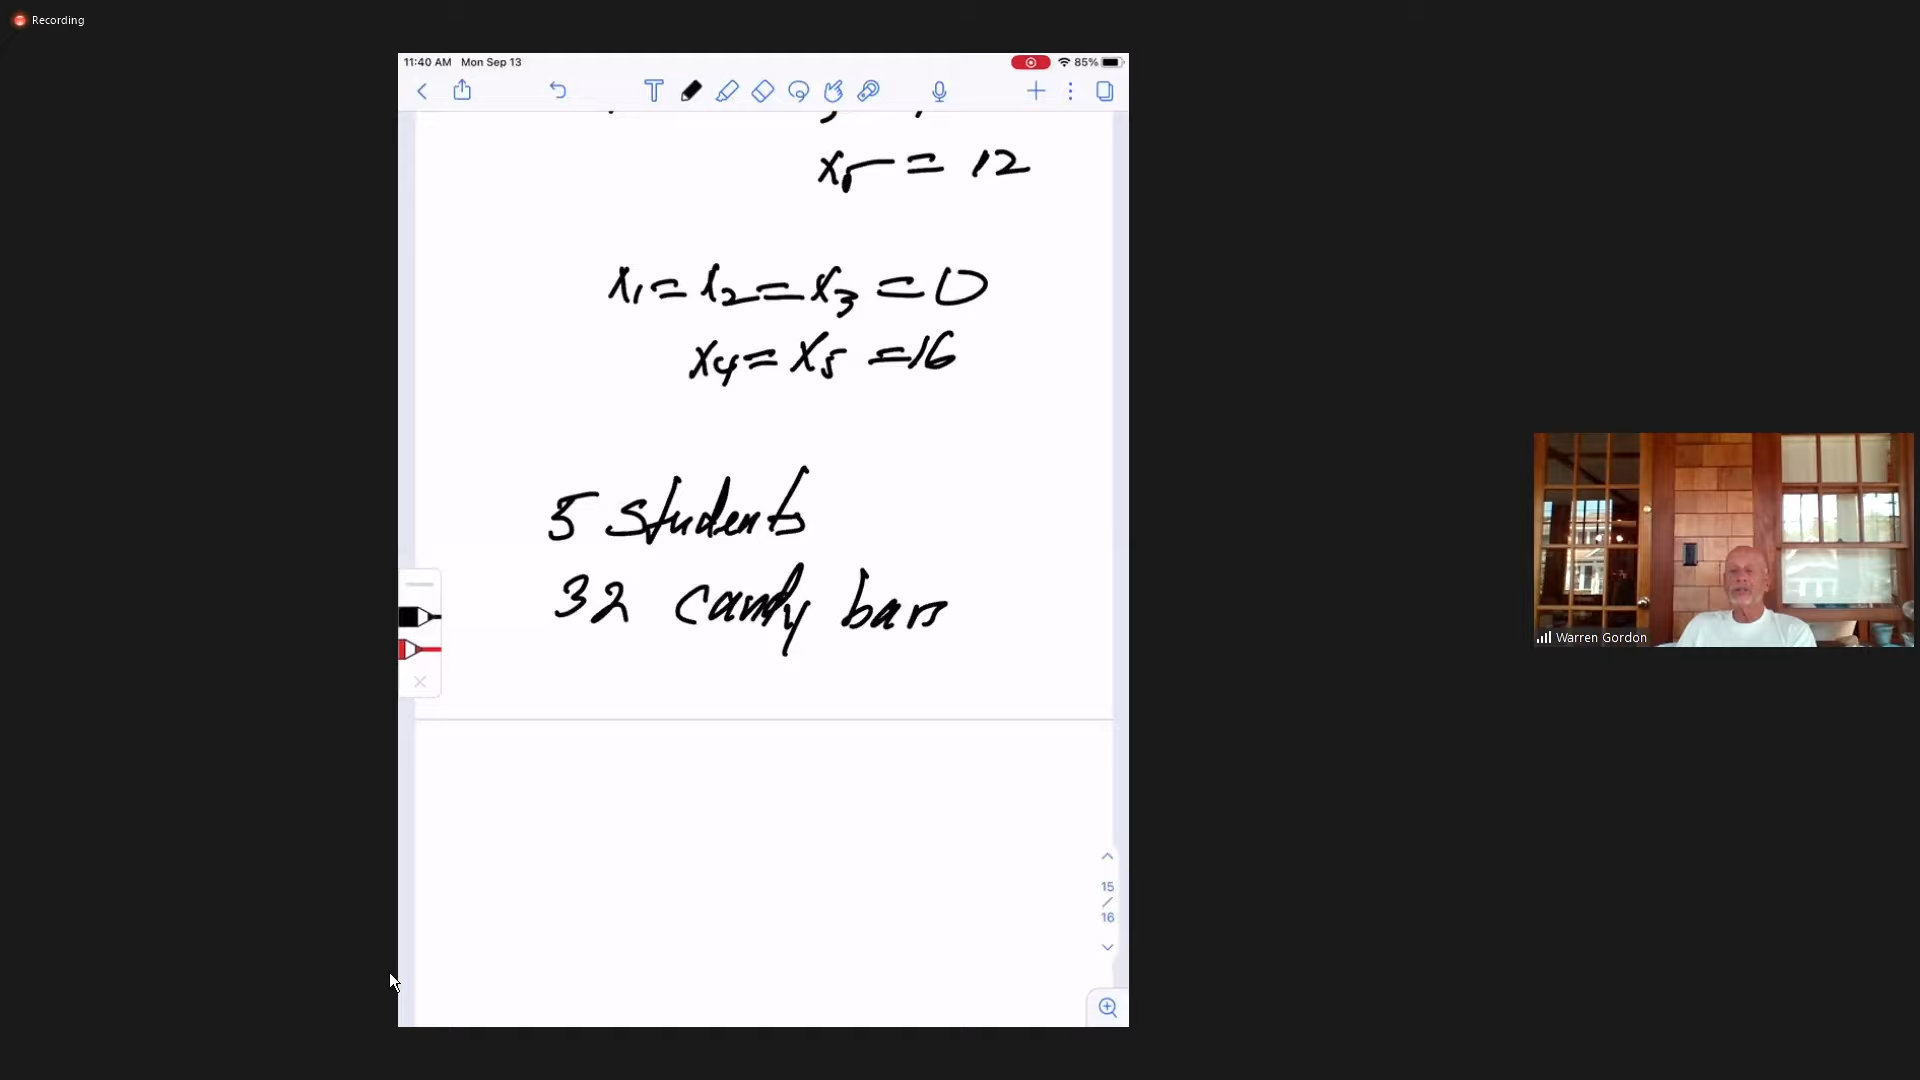 Recording
11:40 AM Mon Sep 13
85%
T
x5 = 12
x1 = x2 = x3 = 0
x4 = x5 = 16
5 students
32 candy bars
15
/
16
Warren Gordon